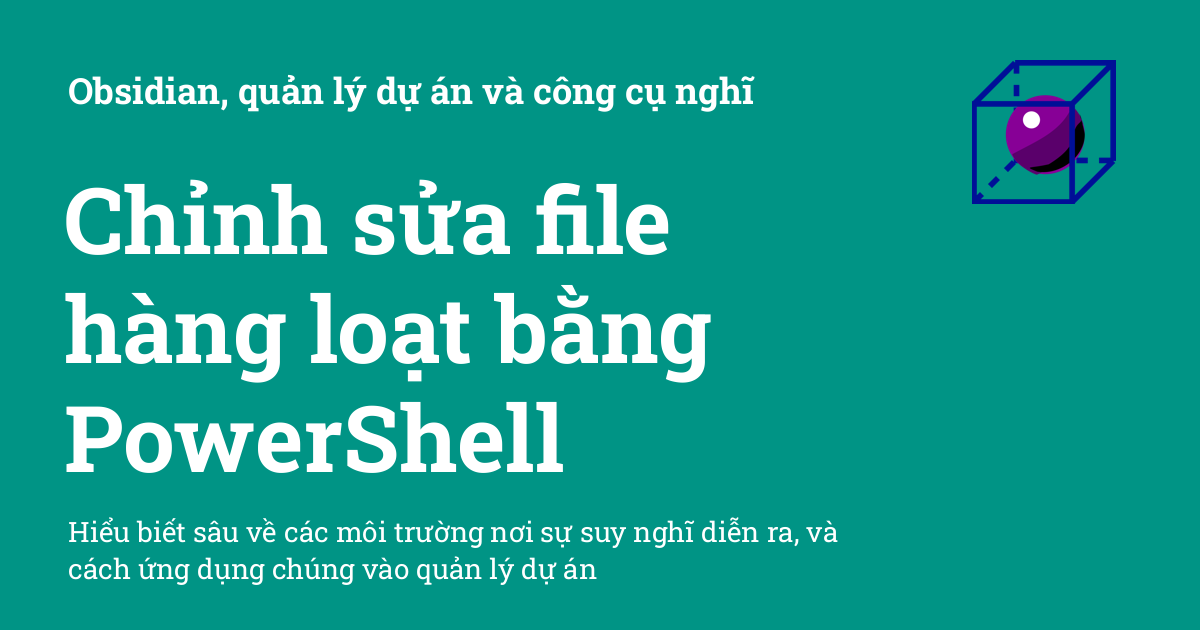 Obsidian, quản lý dự án và công cụ nghĩ
Chỉnh sửa file
hàng loạt bằng
PowerShell
Hiểu biết sâu về các môi trường nơi sự suy nghĩ diễn ra, và
cách ứng dụng chúng vào quản lý dự án